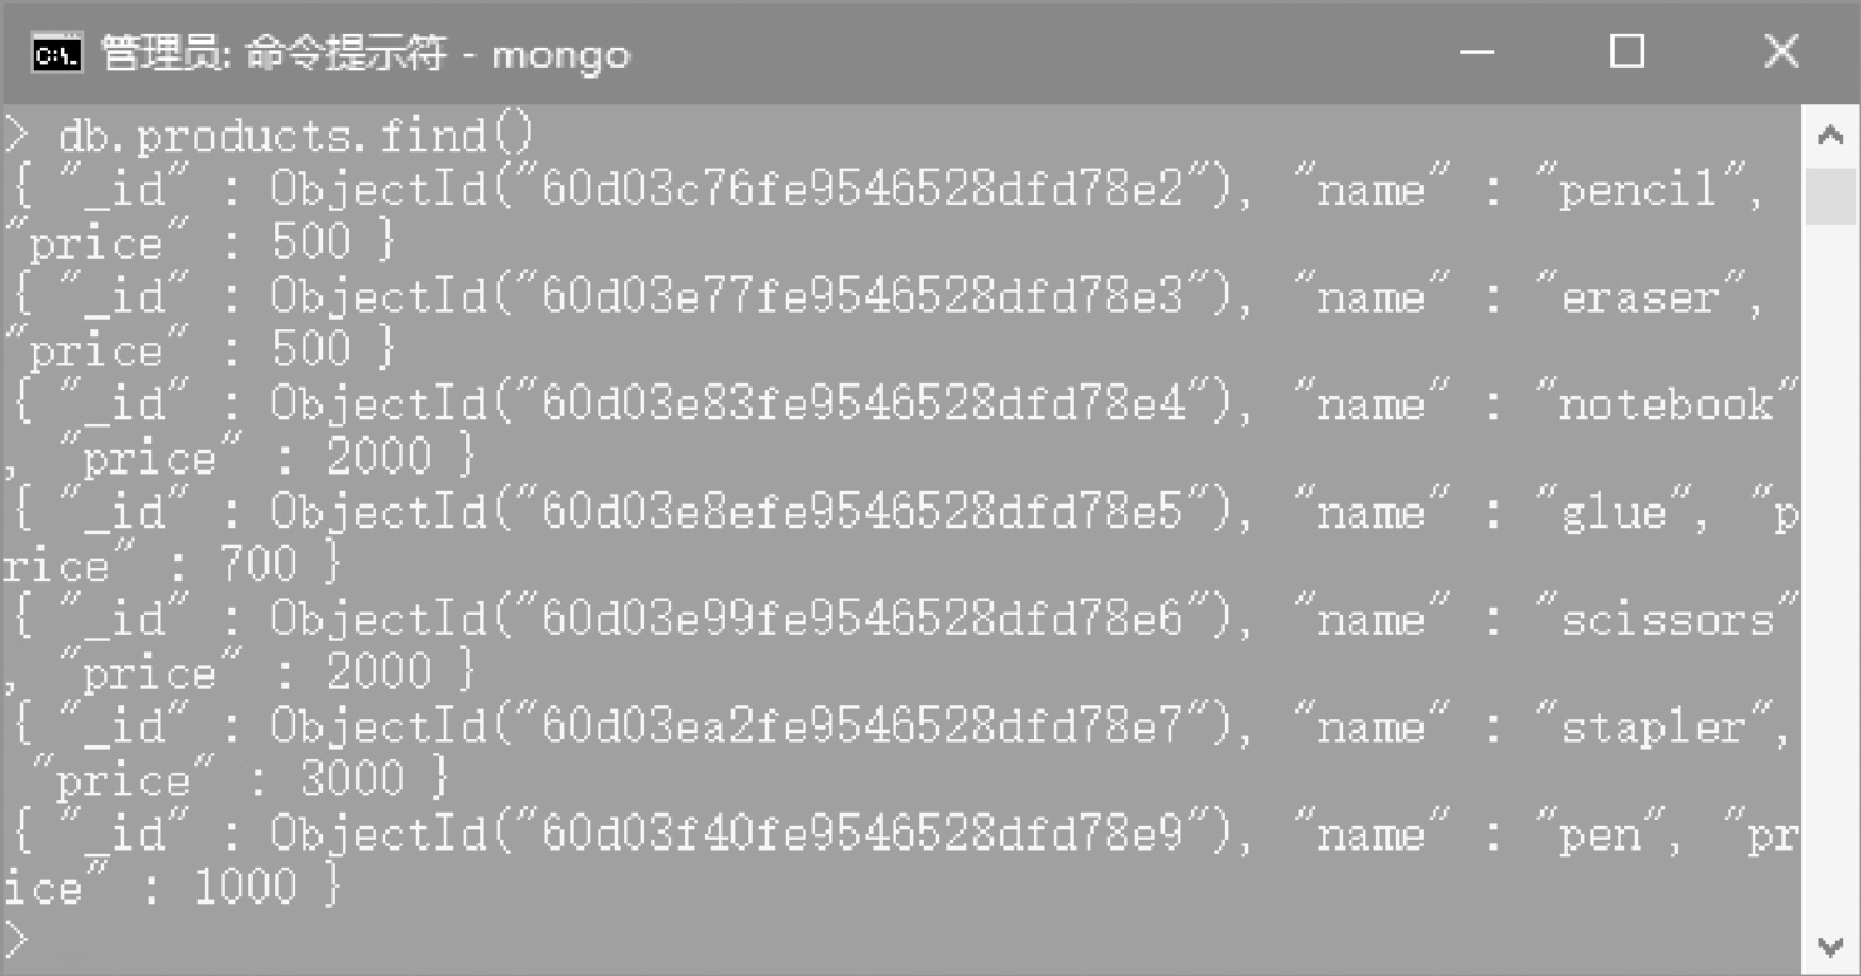 管理员: 命令提示符 - mongo
> db.products.find()
{ "_id" : ObjectId("60d03c76fe9546528dfd78e2"), "name" : "pencil",
"price" : 500 }
{ "_id" : ObjectId("60d03e77fe9546528dfd78e3"), "name" : "eraser",
"price" : 500 }
{ "_id" : ObjectId("60d03e83fe9546528dfd78e4"), "name" : "notebook"
, "price" : 2000 }
{ "_id" : ObjectId("60d03e8efe9546528dfd78e5"), "name" : "glue", "p
rice" : 700 }
{ "_id" : ObjectId("60d03e99fe9546528dfd78e6"), "name" : "scissors"
, "price" : 2000 }
{ "_id" : ObjectId("60d03ea2fe9546528dfd78e7"), "name" : "stapler",
"price" : 3000 }
{ "_id" : ObjectId("60d03f40fe9546528dfd78e9"), "name" : "pen", "pr
ice" : 1000 }
>